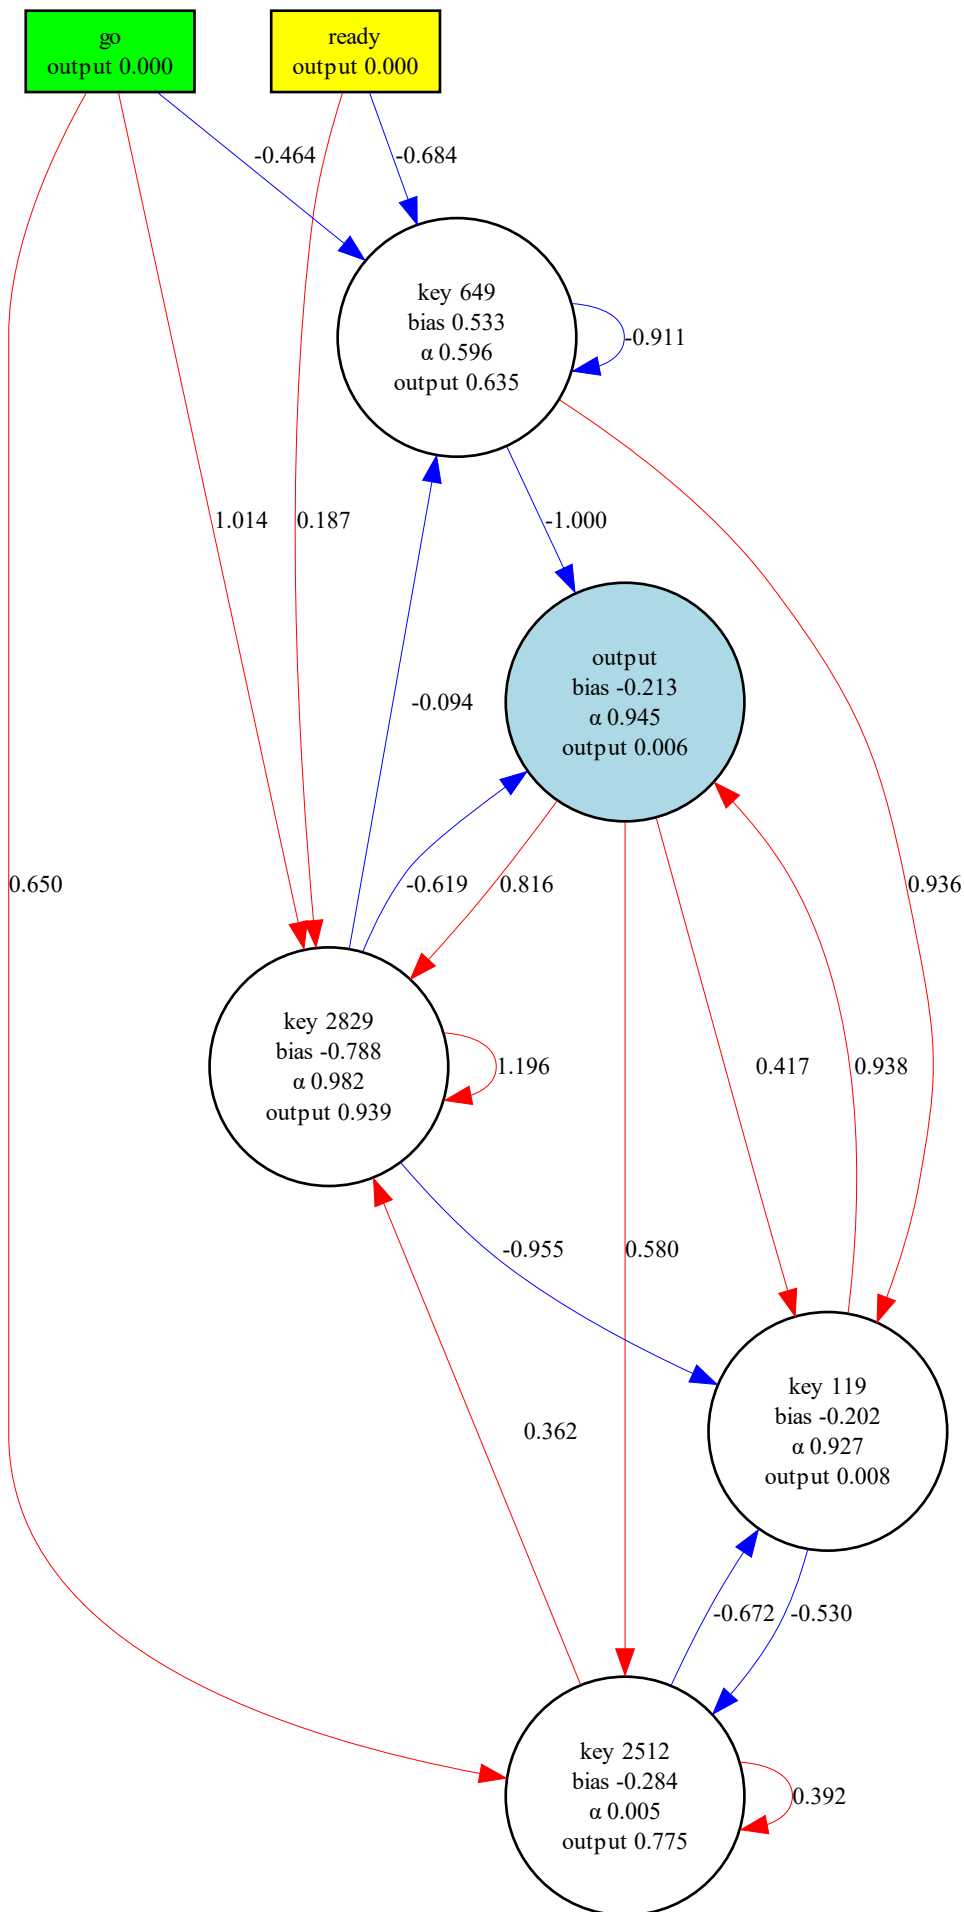 go
output 0.000
ready
output 0.000
-0.464
-0.684
key 649
bias 0.533
α 0.596
output 0.635
-0.911
1.014
0.187
-1.000
output
bias -0.213
α 0.945
output 0.006
-0.094
0.650
-0.619
0.816
0.936
key 2829
bias -0.788
α 0.982
output 0.939
1.196
0.417
0.938
-0.955
0.580
key 119
bias -0.202
α 0.927
output 0.008
0.362
-0.672
-0.530
key 2512
bias -0.284
α 0.005
output 0.775
0.392